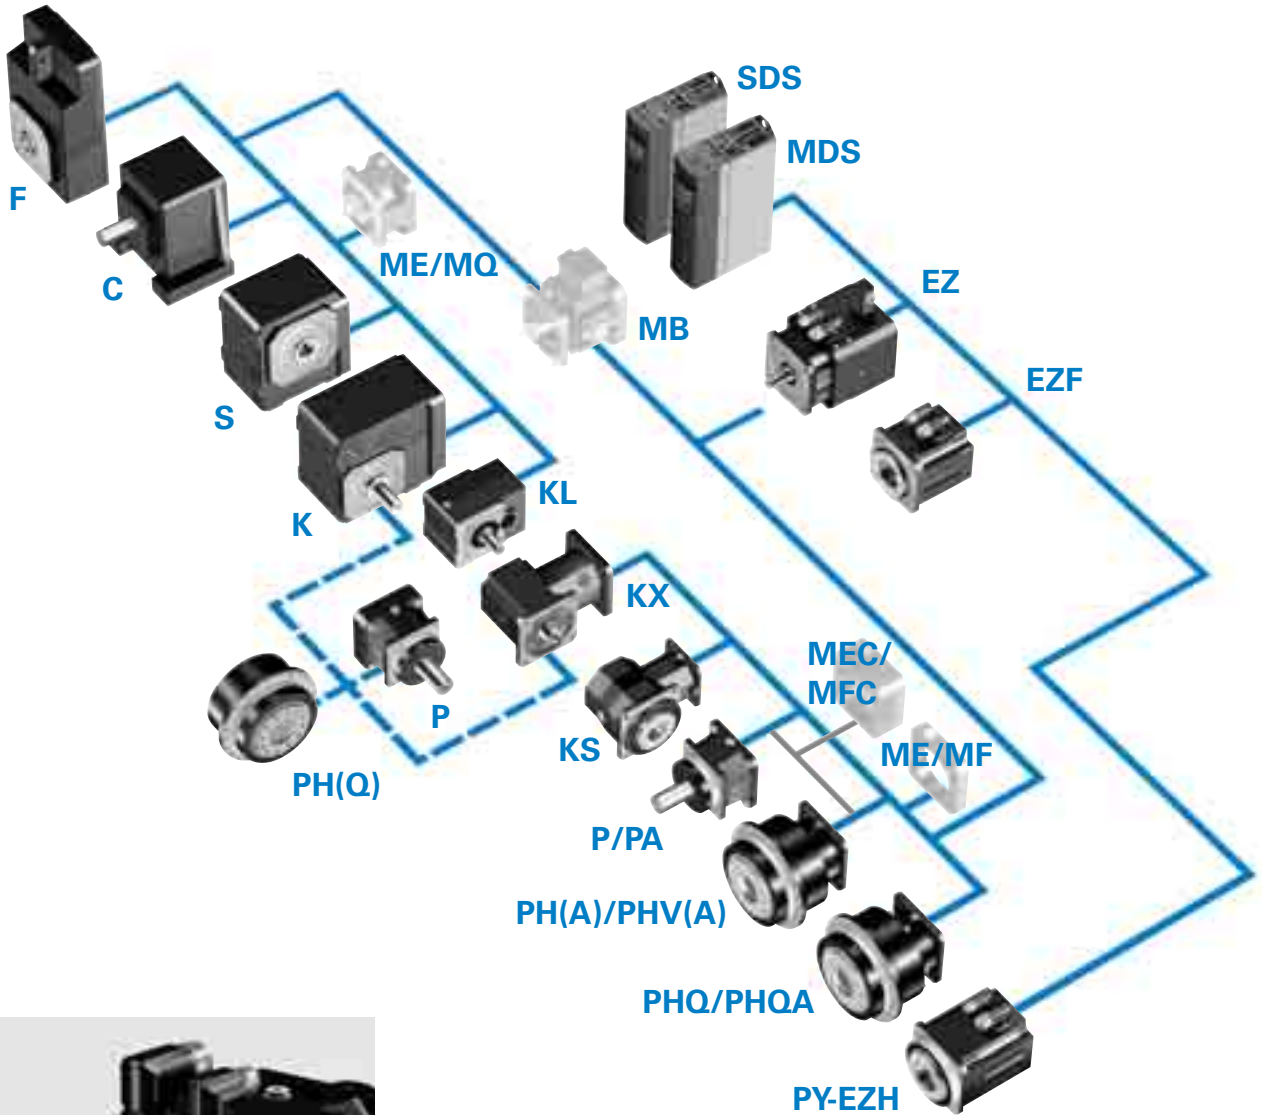 SDS
MDS
F
ME/MQ
EZ
C
MB
EZF
S
KL
K
KX
MEC/
MFC
P
KS
ME/MF
PH(Q)
P/PA
PH(A)/PHV(A)
PHQ/PHQA
PY-EZH